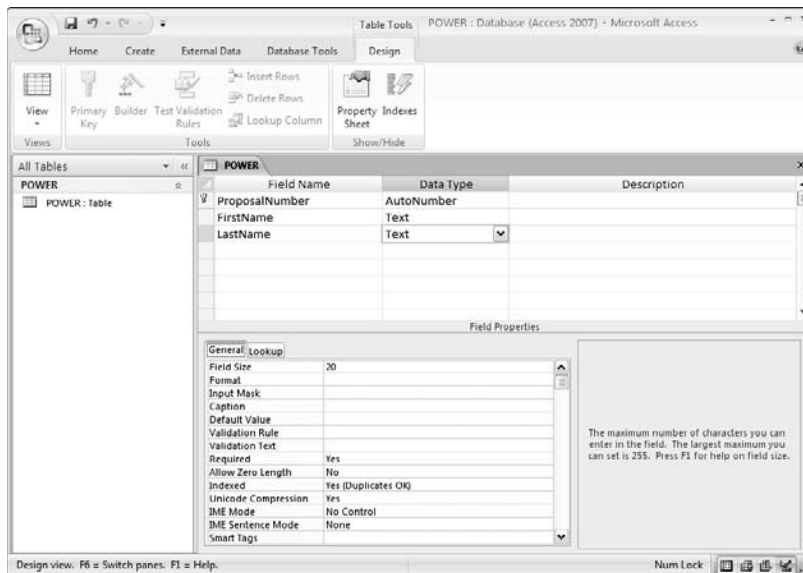 Table Tools POWER : Database (Access 2007) - Microsoft Access
Home Create External Data Database Tools Design
View
Primary Key
Builder
Test Validation Rules
Insert Rows
Delete Rows
Lookup Column
Property Sheet
Indexes
Views Tools Show/Hide
All Tables
POWER
POWER : Table
POWER
Field Name Data Type Description
ProposalNumber AutoNumber
FirstName Text
LastName Text
Field Properties
General Lookup
Field Size 20
Format
Input Mask
Caption
Default Value
Validation Rule
Validation Text
Required Yes
Allow Zero Length No
Indexed Yes (Duplicates OK)
Unicode Compression Yes
IME Mode No Control
IME Sentence Mode None
Smart Tags
The maximum number of characters you can
enter in the field. The largest maximum you
can set is 255. Press F1 for help on field size.
Design view. F6 = Switch panes. F1 = Help. Num Lock